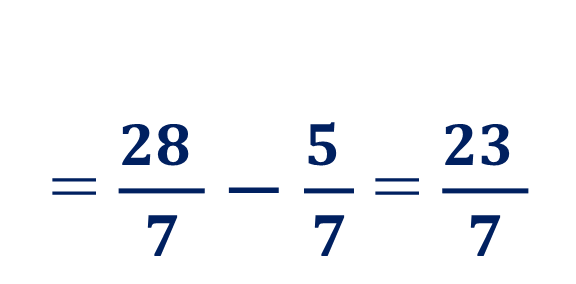 = 28/7 − 5/7 = 23/7